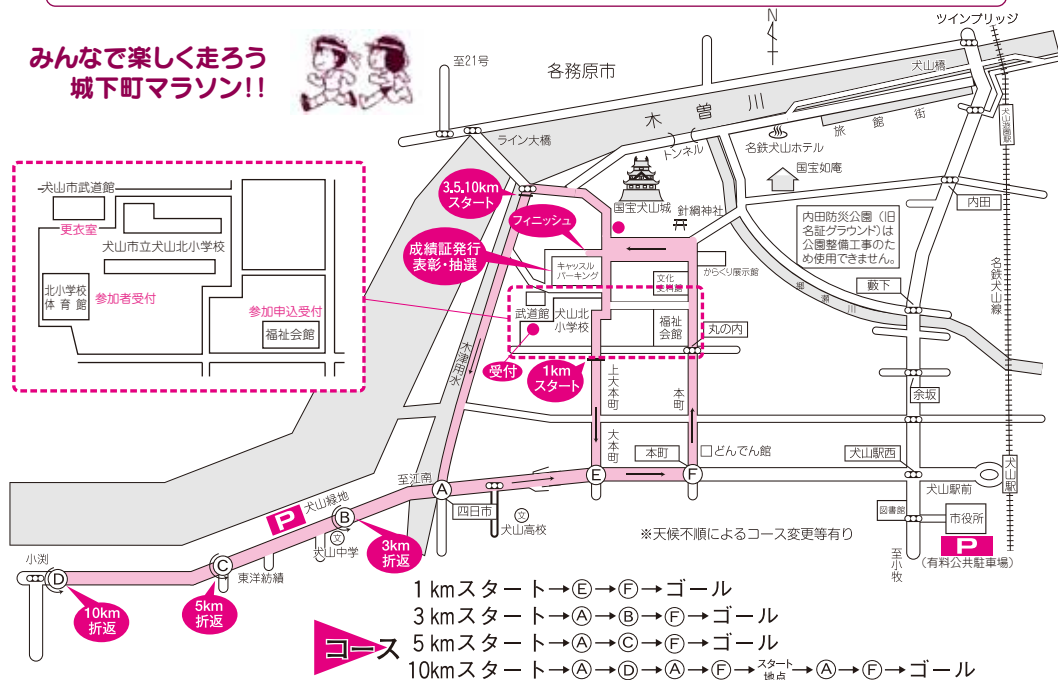 みんなで楽しく走ろう
城下町マラソン!!
至21号
各務原市
N
ツインプリッジ
犬山橋
木曽川
ライン大橋
トンネル
旅館街
名鉄犬山ホテル
国宝如庵
犬山遊園駅
3.5.10km
スタート
国宝犬山城
針綱神社
内田
フィニッシュ
成績証発行
表彰・抽選
キャッスル
パーキング
文化
史料館
からくり展示館
内田防災公園（旧
名証グラウンド）は
公園整備工事のた
め使用できません。
名鉄犬山線
郷瀬川
藪下
犬山市武道館
更衣室
犬山市立犬山北小学校
北小学校
体育館
参加者受付
参加申込受付
福祉会館
武道館
犬山北
小学校
福祉
会館
丸の内
受付
1km
スタート
木津用水
上大本町
本町
余坂
大本町
本町
どんでん館
犬山駅西
犬山駅
至江南
A
E
F
犬山駅前
四日市
犬山緑地
P
B
文
犬山高校
図書館
市役所
P
(有料公共駐車場)
※天候不順によるコース変更等有り
至小牧
文
犬山中学
3km
折返
小渕
D
C
東洋紡績
5km
折返
10km
折返
コース
1kmスタート→Ⓔ→Ⓕ→ゴール
3kmスタート→Ⓐ→Ⓑ→Ⓕ→ゴール
5kmスタート→Ⓐ→Ⓒ→Ⓕ→ゴール
10kmスタート→Ⓐ→Ⓓ→Ⓐ→Ⓕ→スタート地点→Ⓐ→Ⓕ→ゴール